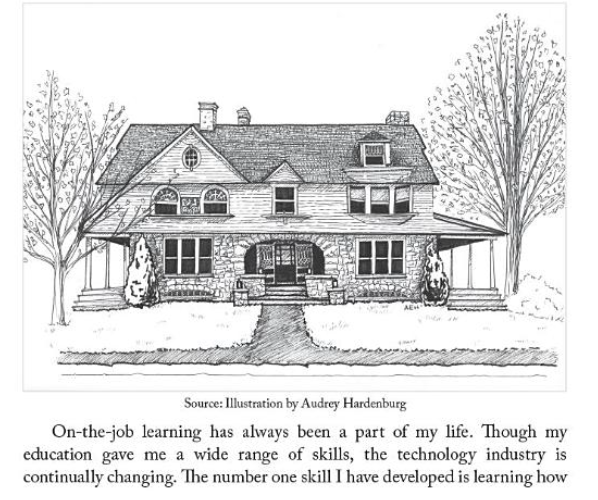 AEH
Source: Illustration by Audrey Hardenburg
On-the-job learning has always been a part of my life. Though my
education gave me a wide range of skills, the technology industry is
continually changing. The number one skill I have developed is learning how